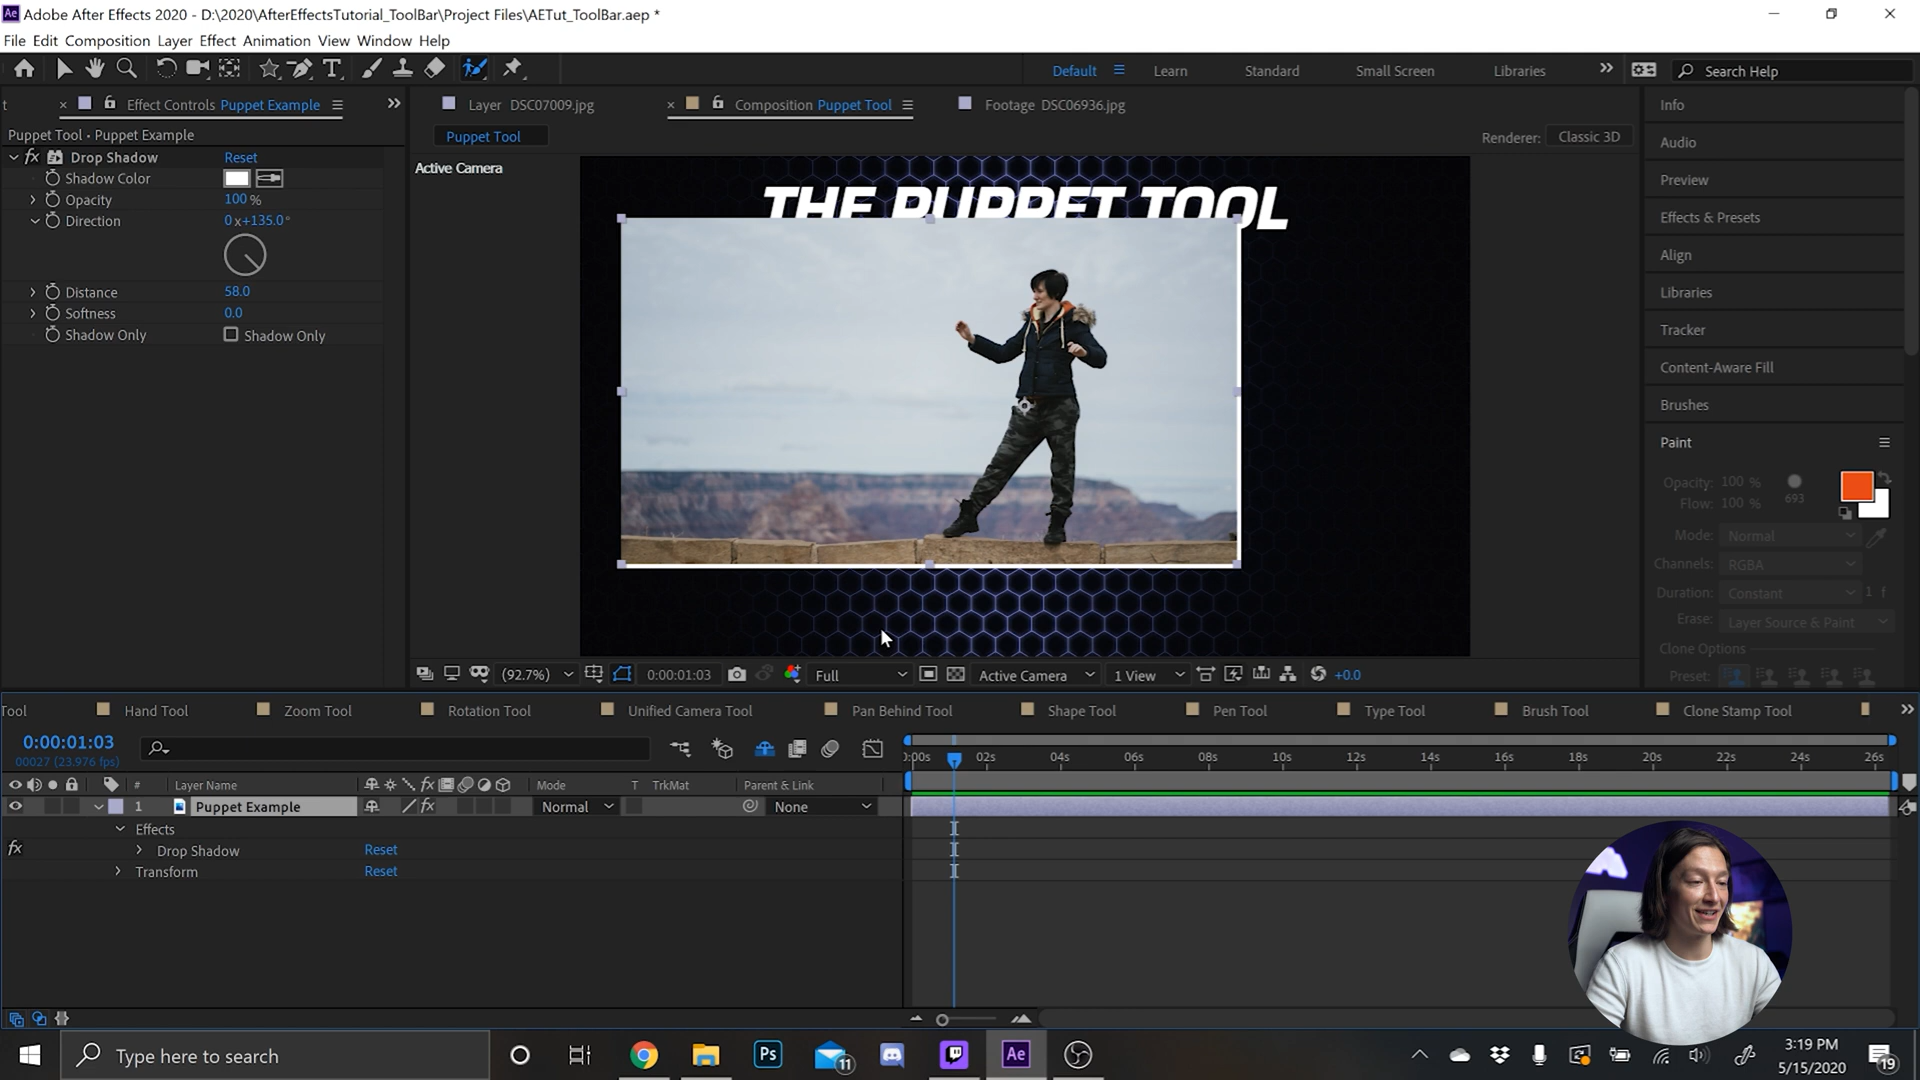 Adobe After Effects 2020 - D:\2020\AfterEffectsTutorial_ToolBar\Project Files\AETut_ToolBar.aep *
File Edit Composition Layer Effect Animation View Window Help
Default Learn Standard Small Screen Libraries Search Help
Effect Controls Puppet Example
Layer DSC07009.jpg
Composition Puppet Tool
Footage DSC06936.jpg
Puppet Tool • Puppet Example
Puppet Tool
Renderer: Classic 3D
Active Camera
fx Drop Shadow Reset
Shadow Color
Opacity 100 %
Direction 0 x+135.0°
Distance 58.0
Softness 0.0
Shadow Only Shadow Only
THE PUPPET TOOL
Info
Audio
Preview
Effects & Presets
Align
Libraries
Tracker
Content-Aware Fill
Brushes
Paint
Opacity: 100 %
Flow: 100 %
693
Mode: Normal
Channels: RGBA
Duration: Constant 1 f
Erase: Layer Source & Paint
Clone Options
Preset:
(92.7%) 0:00:01:03 Full Active Camera 1 View +0.0
Tool Hand Tool Zoom Tool Rotation Tool Unified Camera Tool Pan Behind Tool Shape Tool Pen Tool Type Tool Brush Tool Clone Stamp Tool
0:00:01:03
00027 (23.976 fps)
:00s 02s 04s 06s 08s 10s 12s 14s 16s 18s 20s 22s 24s 26s
# Layer Name Mode T TrkMat Parent & Link
1 Puppet Example Normal None
Effects
fx Drop Shadow Reset
Transform Reset
Type here to search
Ps
11
Ae
3:19 PM
5/15/2020
19